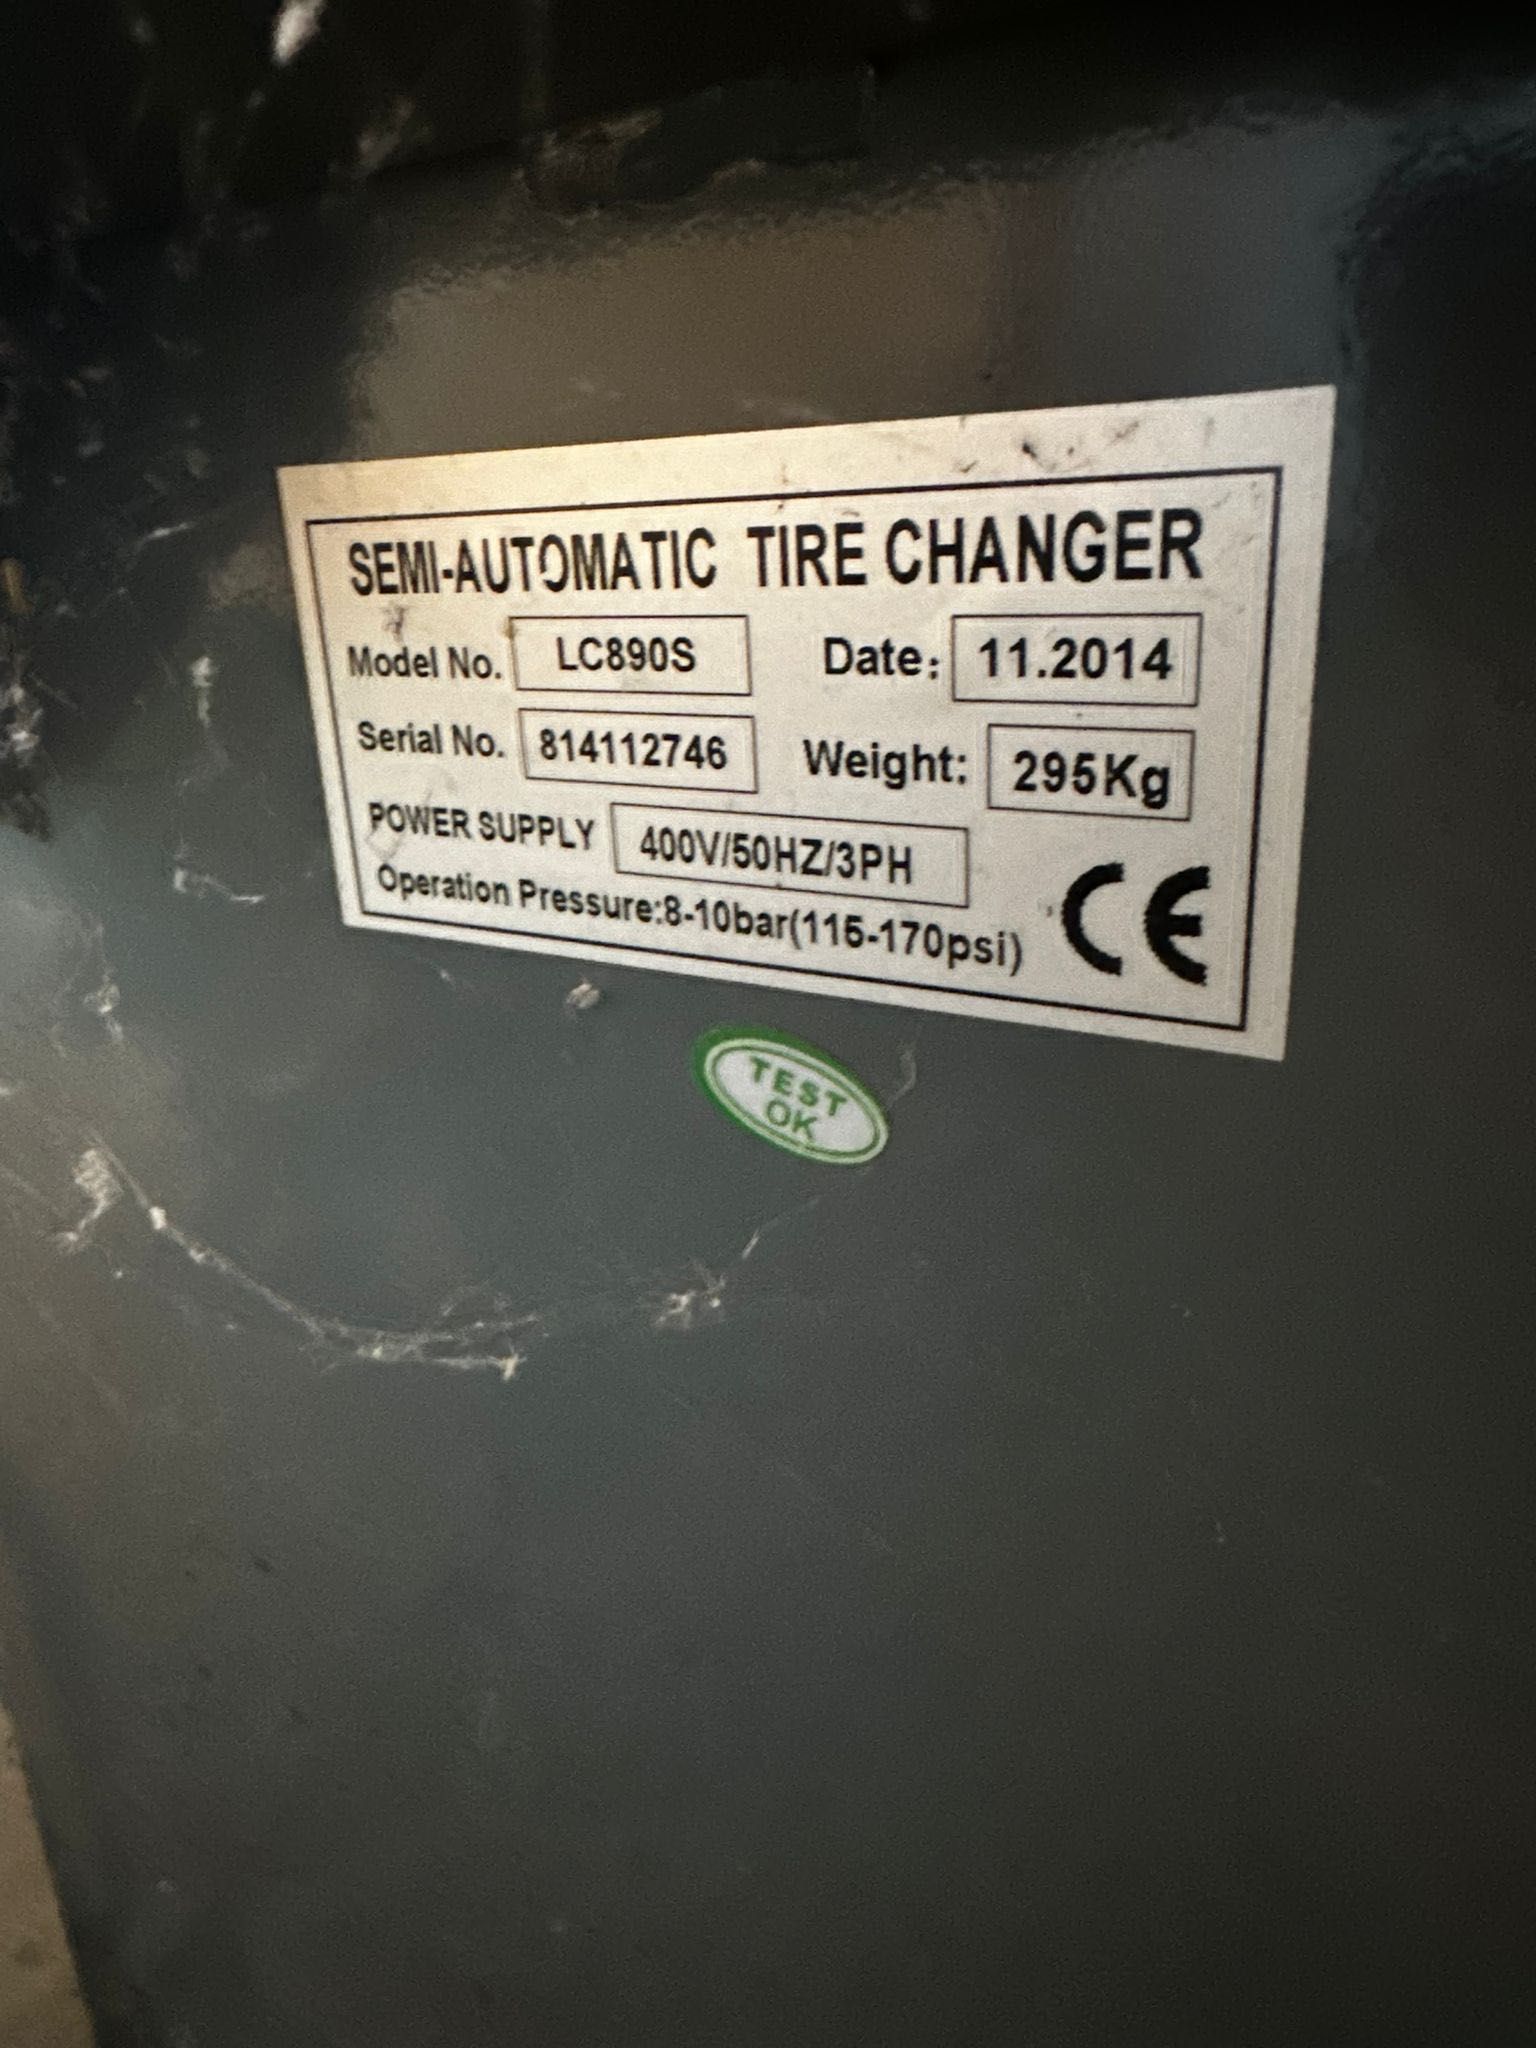 SEMI-AUTOMATIC TIRE CHANGER
Model No. LC890S Date: 11.2014
Serial No. 814112746 Weight: 295Kg
POWER SUPPLY 400V/50HZ/3PH
Operation Pressure:8-10bar(115-170psi)
CE
TEST
OK